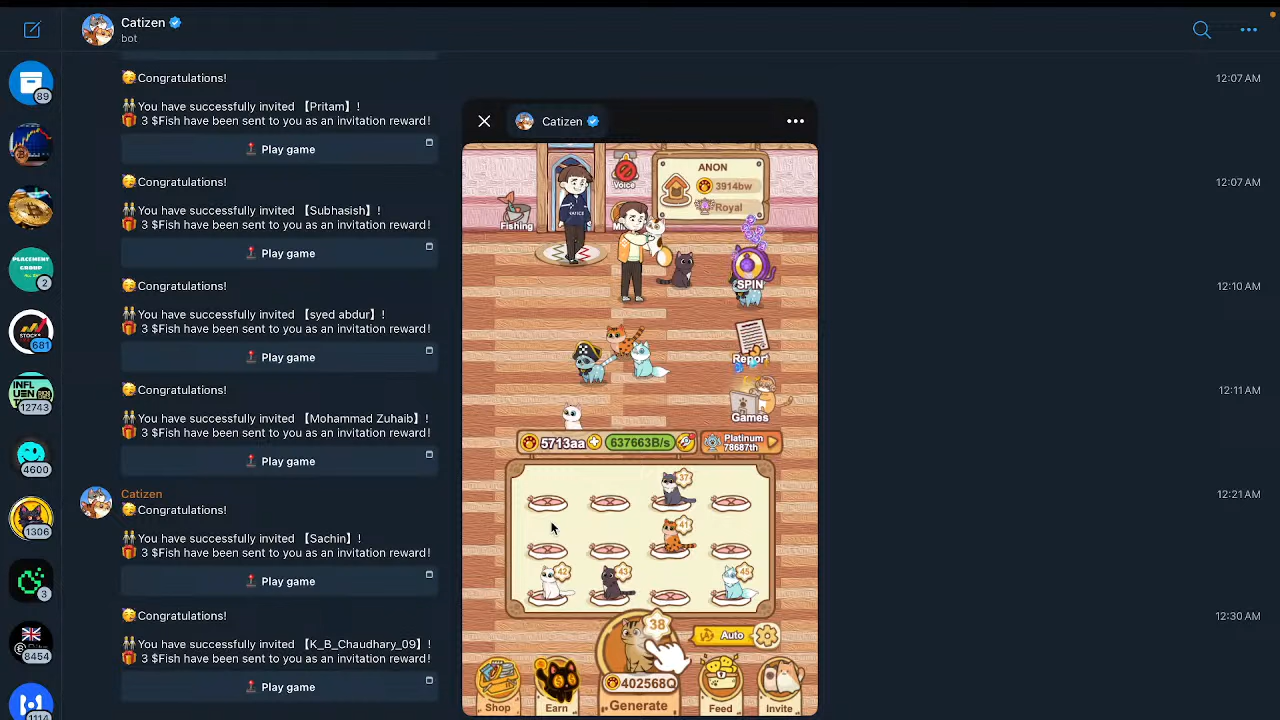 Catizen
bot
89
2
681
12743
4600
1306
3
8454
1114
🥳Congratulations!
12:07 AM
👬You have successfully invited 【Pritam】!
🎁 3 $Fish have been sent to you as an invitation reward!
🕹️ Play game
🥳Congratulations!
12:07 AM
👬You have successfully invited 【Subhasish】!
🎁 3 $Fish have been sent to you as an invitation reward!
🕹️ Play game
🥳Congratulations!
12:10 AM
👬You have successfully invited 【syed abdur】!
🎁 3 $Fish have been sent to you as an invitation reward!
🕹️ Play game
🥳Congratulations!
12:11 AM
👬You have successfully invited 【Mohammad Zuhaib】!
🎁 3 $Fish have been sent to you as an invitation reward!
🕹️ Play game
Catizen
12:21 AM
🥳Congratulations!
👬You have successfully invited 【Sachin】!
🎁 3 $Fish have been sent to you as an invitation reward!
🕹️ Play game
🥳Congratulations!
12:30 AM
👬You have successfully invited 【K_B_Chaudhary_09】!
🎁 3 $Fish have been sent to you as an invitation reward!
🕹️ Play game
Catizen
ANON
3914bw
Royal
Voice
Fishing
SPIN
Report
Games
5713aa
637663B/s
Platinum
78687th
37
41
42
43
45
38
Auto
402568Q
Generate
Shop
Earn
Feed
Invite